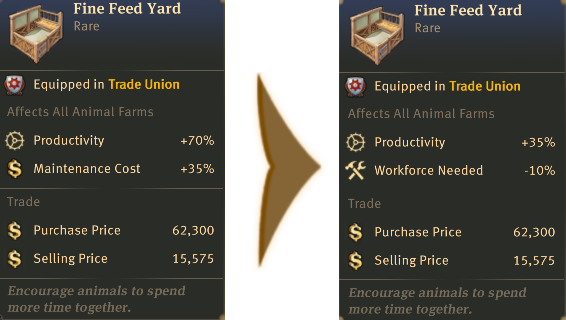 Fine Feed Yard
Rare
Equipped in Trade Union
Affects All Animal Farms
Productivity +70%
Maintenance Cost +35%
Trade
Purchase Price 62,300
Selling Price 15,575
Encourage animals to spend
more time together.
Fine Feed Yard
Rare
Equipped in Trade Union
Affects All Animal Farms
Productivity +35%
Workforce Needed -10%
Trade
Purchase Price 62,300
Selling Price 15,575
Encourage animals to spend
more time together.